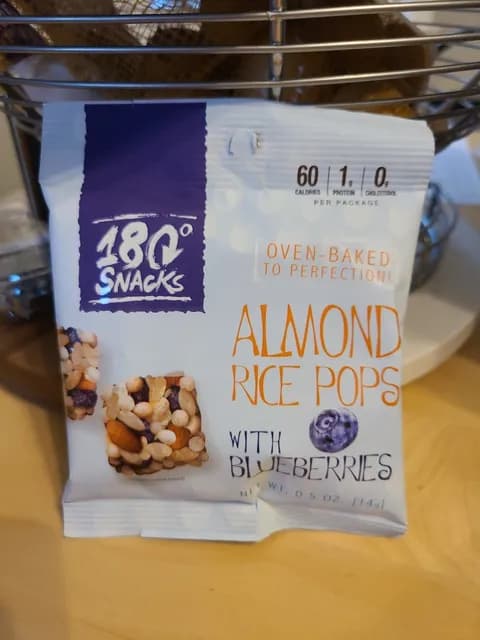 180°
SNACKS
60 | 1g | 0g
CALORIES PROTEIN CHOLESTEROL
PER PACKAGE
OVEN-BAKED
TO PERFECTION!
ALMOND
RICE POPS
WITH
BLUEBERRIES
NET WT. 0.5 OZ. (14g)